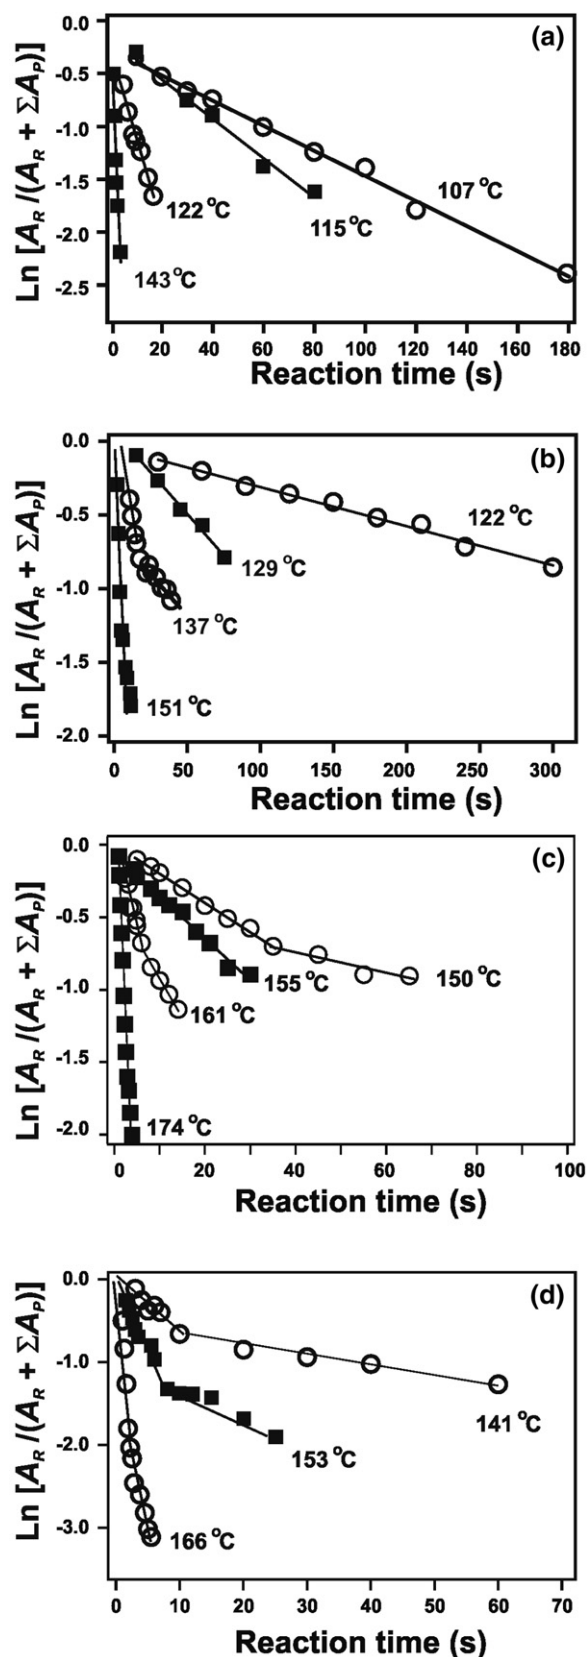 (a)
Ln [A_R /(A_R + ΣA_P)]
0.0
-0.5
-1.0
-1.5
-2.0
-2.5
107 °C
122°C
115°C
143°C
0 20 40 60 80 100 120 140 160 180
Reaction time (s)
(b)
Ln [A_R /(A_R + ΣA_P)]
0.0
-0.5
-1.0
-1.5
-2.0
122°C
129°C
137°C
151°C
0 50 100 150 200 250 300
Reaction time (s)
(c)
Ln [A_R /(A_R + ΣA_P)]
0.0
-0.5
-1.0
-1.5
-2.0
155°C
150°C
161°C
174°C
0 20 40 60 80 100
Reaction time (s)
(d)
Ln [A_R /(A_R + ΣA_P)]
0.0
-1.0
-2.0
-3.0
141°C
153°C
166°C
0 10 20 30 40 50 60 70
Reaction time (s)